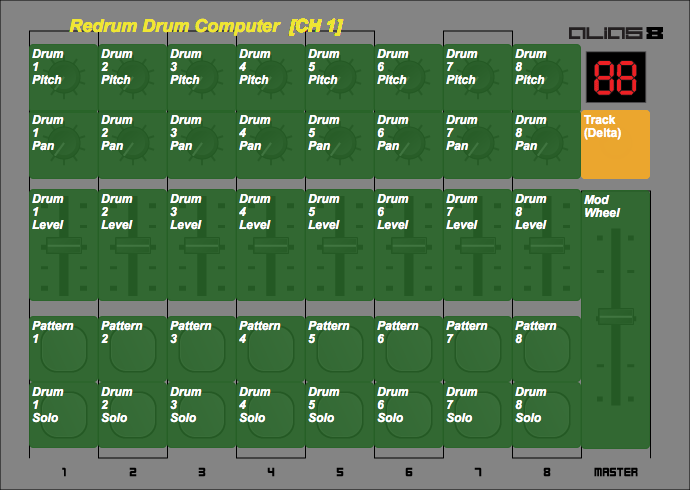 Redrum Drum Computer [CH 1]
ALIAS 8
88
Drum 1 Pitch
Drum 2 Pitch
Drum 3 Pitch
Drum 4 Pitch
Drum 5 Pitch
Drum 6 Pitch
Drum 7 Pitch
Drum 8 Pitch
Drum 1 Pan
Drum 2 Pan
Drum 3 Pan
Drum 4 Pan
Drum 5 Pan
Drum 6 Pan
Drum 7 Pan
Drum 8 Pan
Track (Delta)
Drum 1 Level
Drum 2 Level
Drum 3 Level
Drum 4 Level
Drum 5 Level
Drum 6 Level
Drum 7 Level
Drum 8 Level
Mod Wheel
Pattern 1
Pattern 2
Pattern 3
Pattern 4
Pattern 5
Pattern 6
Pattern 7
Pattern 8
Drum 1 Solo
Drum 2 Solo
Drum 3 Solo
Drum 4 Solo
Drum 5 Solo
Drum 6 Solo
Drum 7 Solo
Drum 8 Solo
1 2 3 4 5 6 7 8 MASTER